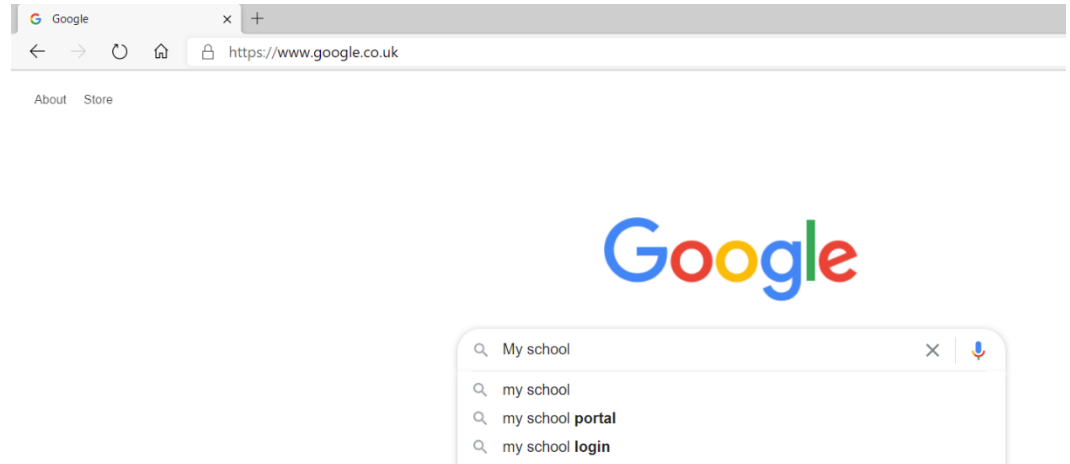 Google
https://www.google.co.uk
About Store
Google
My school
my school
my school portal
my school login